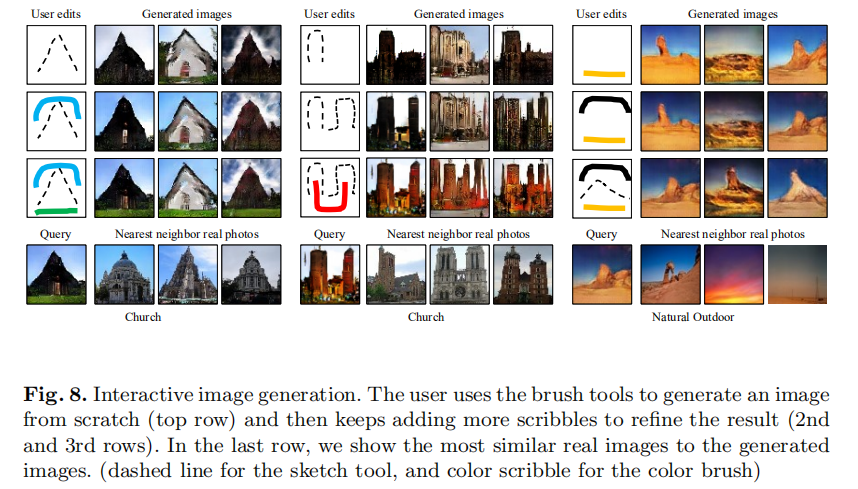 User edits Generated images User edits Generated images User edits Generated images
Query Nearest neighbor real photos Query Nearest neighbor real photos Query Nearest neighbor real photos
Church Church Natural Outdoor
Fig. 8. Interactive image generation. The user uses the brush tools to generate an image
from scratch (top row) and then keeps adding more scribbles to refine the result (2nd
and 3rd rows). In the last row, we show the most similar real images to the generated
images. (dashed line for the sketch tool, and color scribble for the color brush)